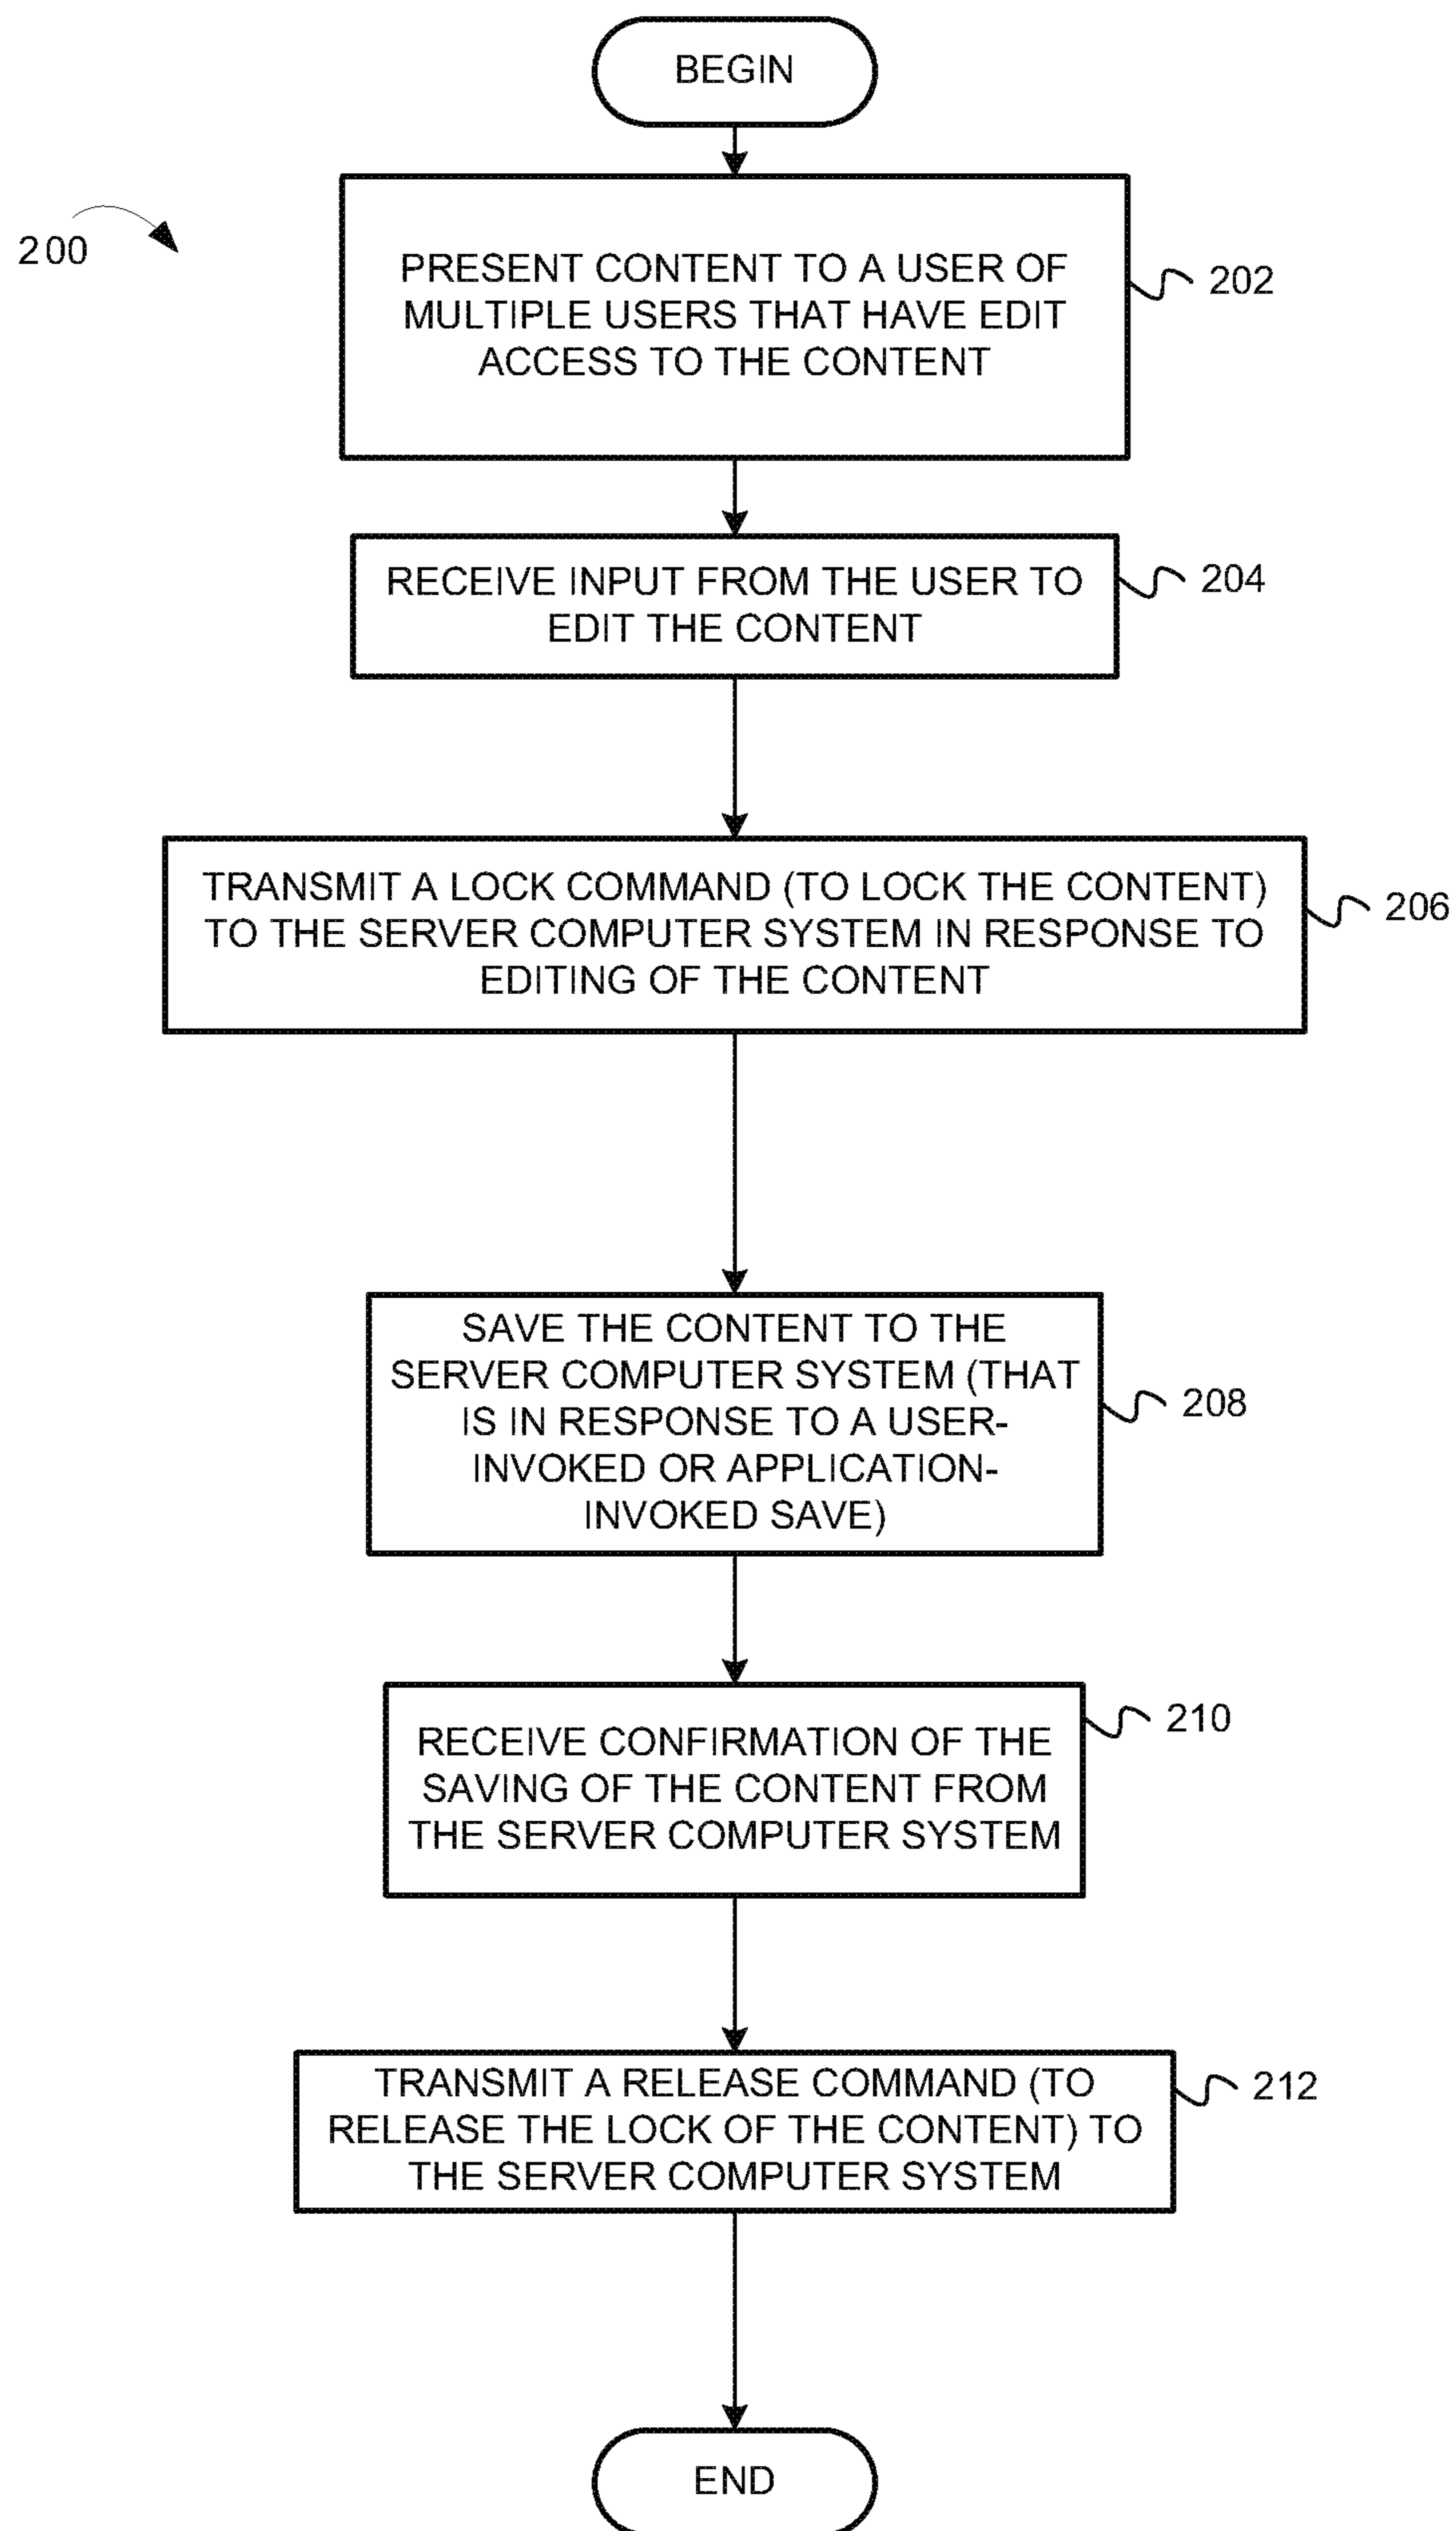 BEGIN
200
PRESENT CONTENT TO A USER OF
MULTIPLE USERS THAT HAVE EDIT
ACCESS TO THE CONTENT
202
RECEIVE INPUT FROM THE USER TO
EDIT THE CONTENT
204
TRANSMIT A LOCK COMMAND (TO LOCK THE CONTENT)
TO THE SERVER COMPUTER SYSTEM IN RESPONSE TO
EDITING OF THE CONTENT
206
SAVE THE CONTENT TO THE
SERVER COMPUTER SYSTEM (THAT
IS IN RESPONSE TO A USER-
INVOKED OR APPLICATION-
INVOKED SAVE)
208
RECEIVE CONFIRMATION OF THE
SAVING OF THE CONTENT FROM
THE SERVER COMPUTER SYSTEM
210
TRANSMIT A RELEASE COMMAND (TO
RELEASE THE LOCK OF THE CONTENT) TO
THE SERVER COMPUTER SYSTEM
212
END